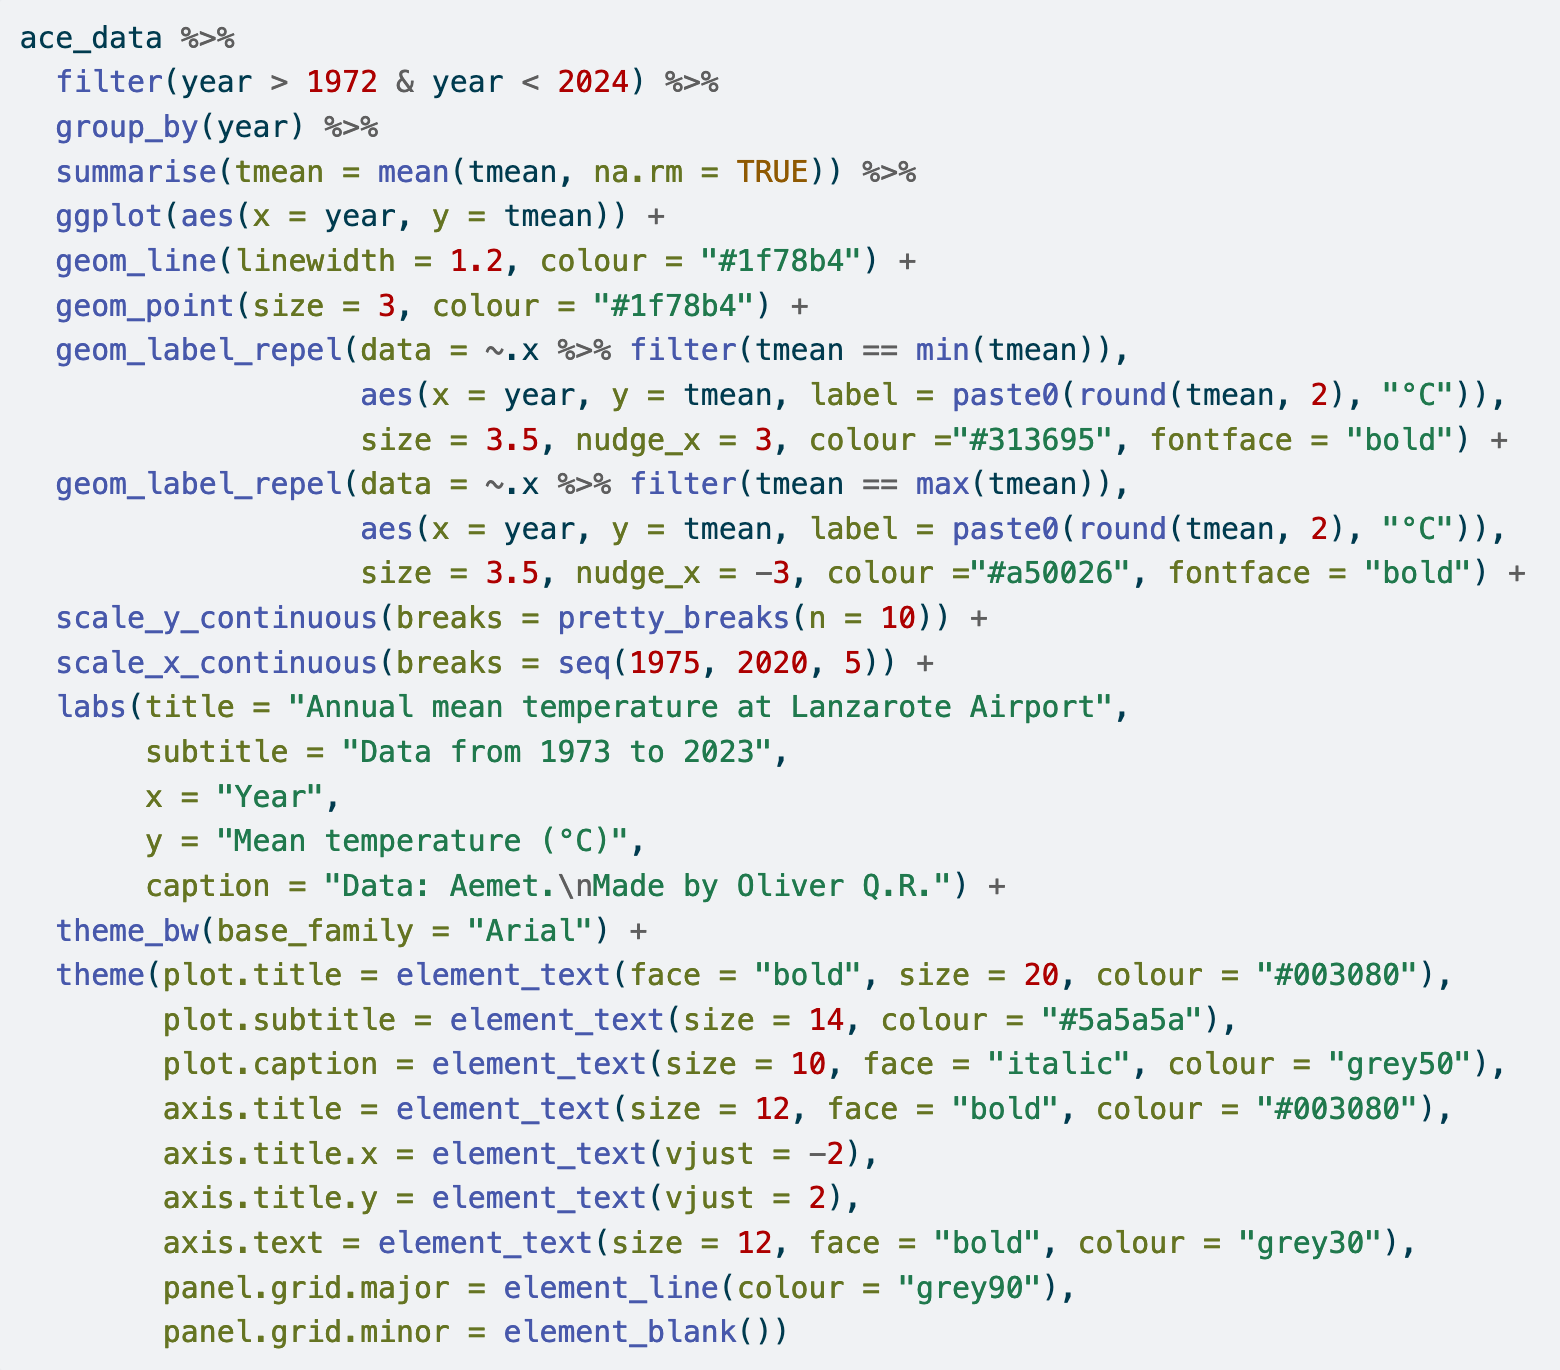 ace_data %>%
  filter(year > 1972 & year < 2024) %>%
  group_by(year) %>%
  summarise(tmean = mean(tmean, na.rm = TRUE)) %>%
  ggplot(aes(x = year, y = tmean)) +
  geom_line(linewidth = 1.2, colour = "#1f78b4") +
  geom_point(size = 3, colour = "#1f78b4") +
  geom_label_repel(data = ~.x %>% filter(tmean == min(tmean)),
                   aes(x = year, y = tmean, label = paste0(round(tmean, 2), "°C")),
                   size = 3.5, nudge_x = 3, colour ="#313695", fontface = "bold") +
  geom_label_repel(data = ~.x %>% filter(tmean == max(tmean)),
                   aes(x = year, y = tmean, label = paste0(round(tmean, 2), "°C")),
                   size = 3.5, nudge_x = −3, colour ="#a50026", fontface = "bold") +
  scale_y_continuous(breaks = pretty_breaks(n = 10)) +
  scale_x_continuous(breaks = seq(1975, 2020, 5)) +
  labs(title = "Annual mean temperature at Lanzarote Airport",
       subtitle = "Data from 1973 to 2023",
       x = "Year",
       y = "Mean temperature (°C)",
       caption = "Data: Aemet.\nMade by Oliver Q.R.") +
  theme_bw(base_family = "Arial") +
  theme(plot.title = element_text(face = "bold", size = 20, colour = "#003080"),
        plot.subtitle = element_text(size = 14, colour = "#5a5a5a"),
        plot.caption = element_text(size = 10, face = "italic", colour = "grey50"),
        axis.title = element_text(size = 12, face = "bold", colour = "#003080"),
        axis.title.x = element_text(vjust = −2),
        axis.title.y = element_text(vjust = 2),
        axis.text = element_text(size = 12, face = "bold", colour = "grey30"),
        panel.grid.major = element_line(colour = "grey90"),
        panel.grid.minor = element_blank())